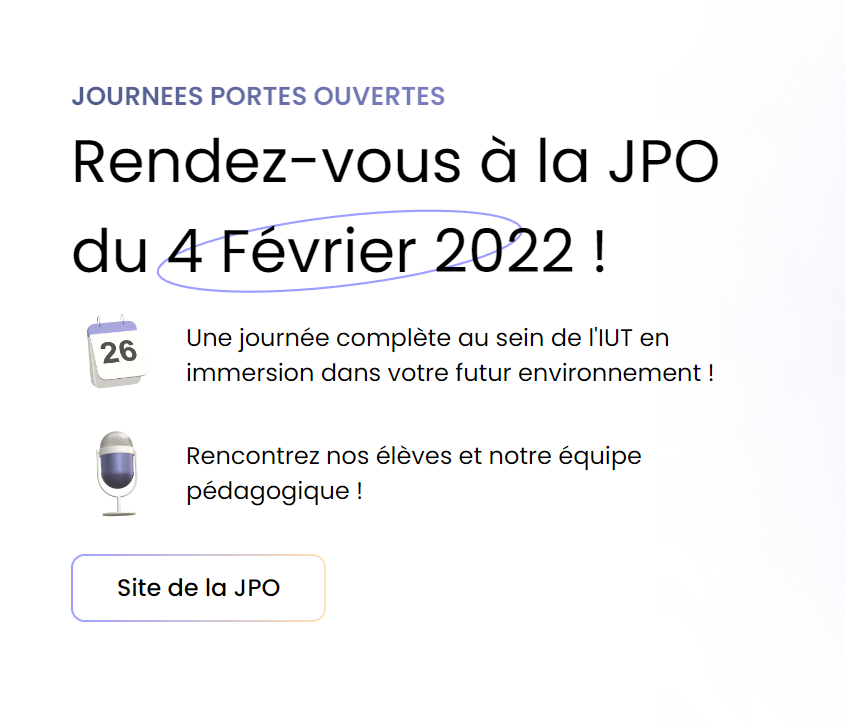 JOURNEES PORTES OUVERTES
Rendez-vous à la JPO
du 4 Février 2022 !
26
Une journée complète au sein de l'IUT en
immersion dans votre futur environnement !
Rencontrez nos élèves et notre équipe
pédagogique !
Site de la JPO